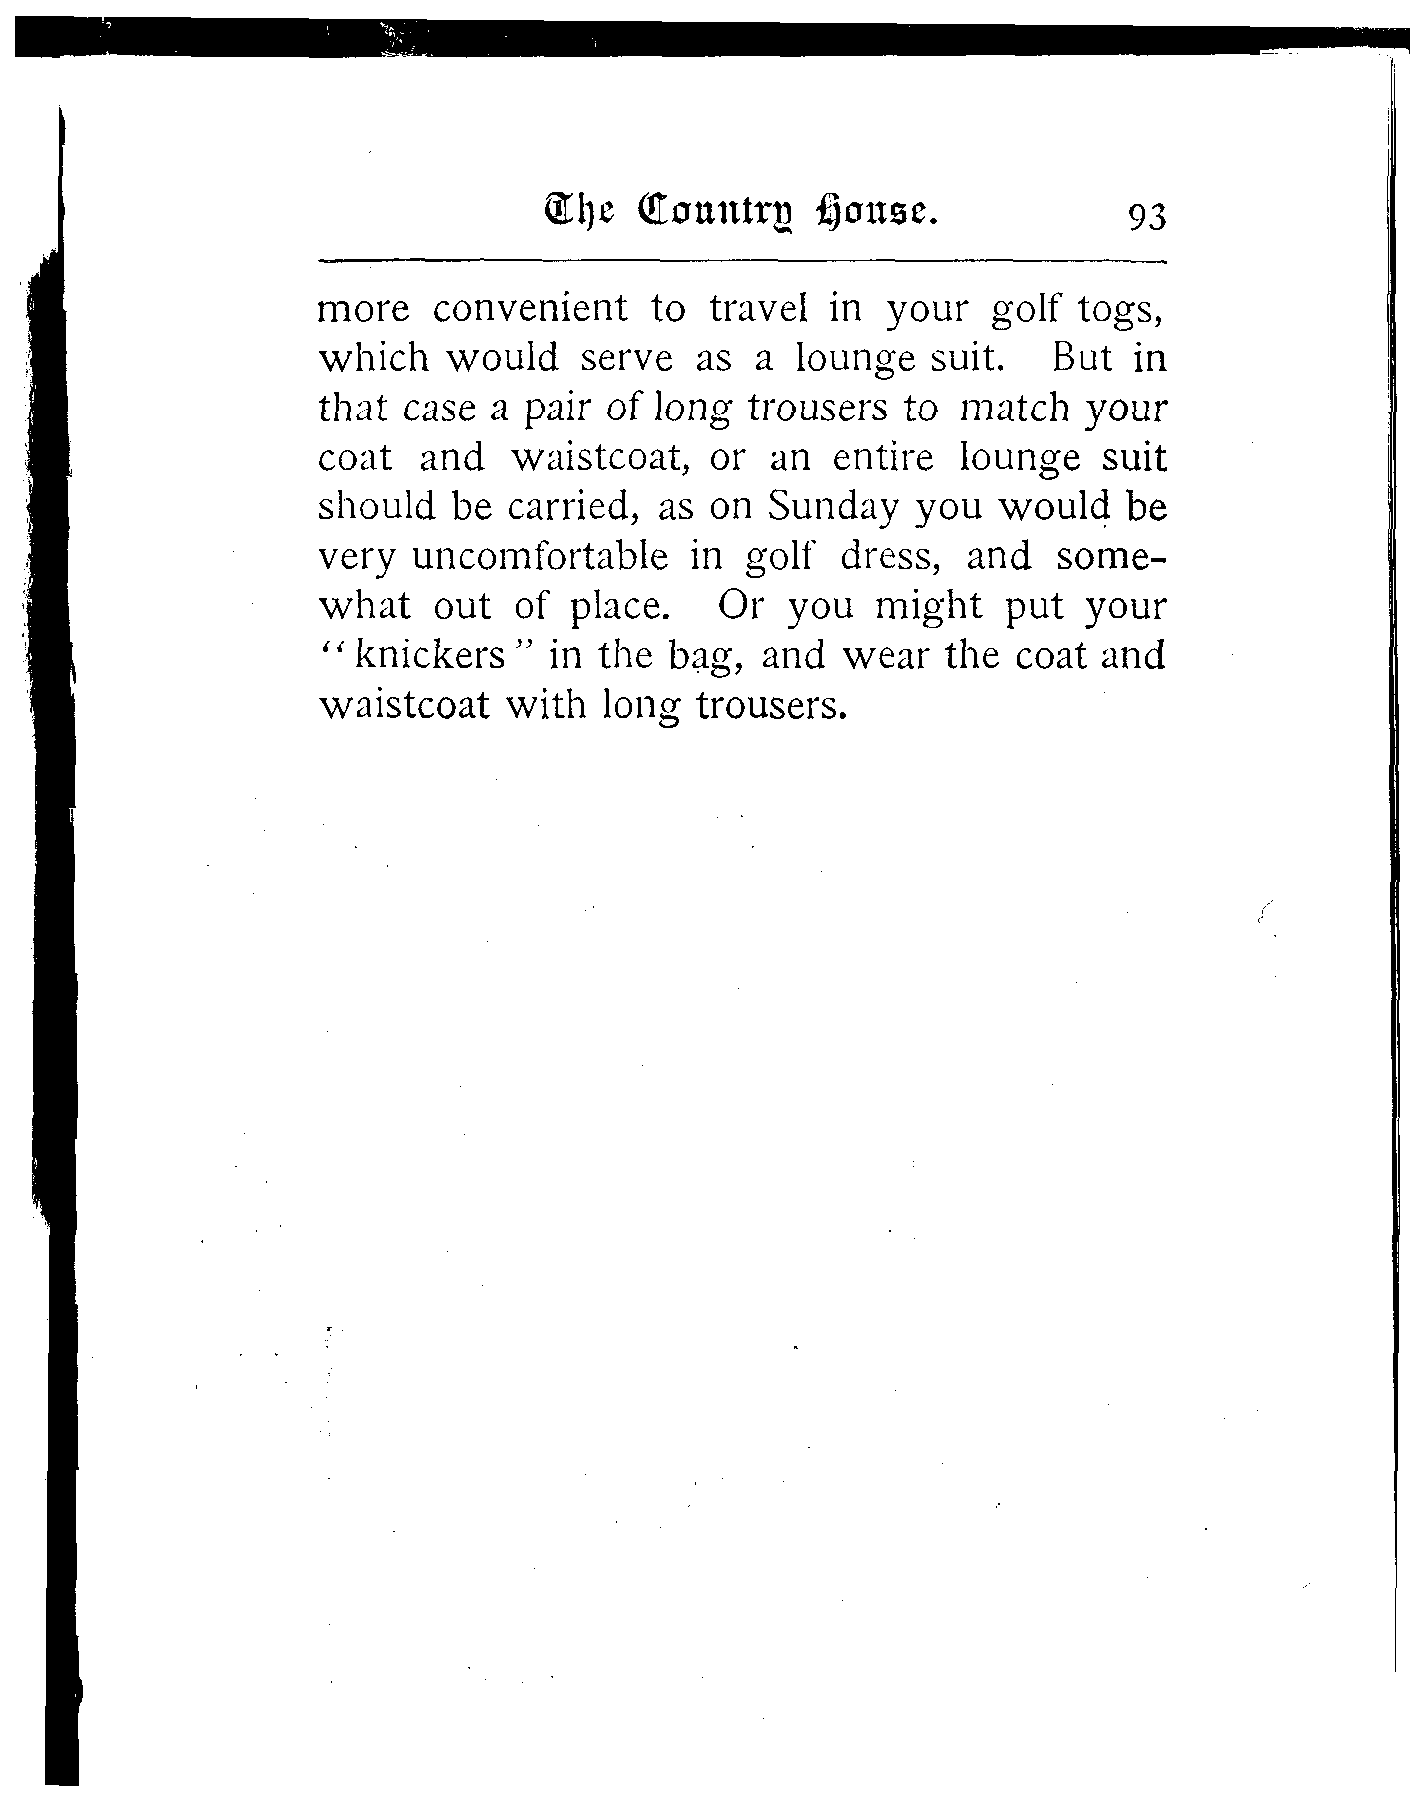 The Country House. 93
more convenient to travel in your golf togs,
which would serve as a lounge suit. But in
that case a pair of long trousers to match your
coat and waistcoat, or an entire lounge suit
should be carried, as on Sunday you would be
very uncomfortable in golf dress, and some-
what out of place. Or you might put your
"knickers" in the bag, and wear the coat and
waistcoat with long trousers.